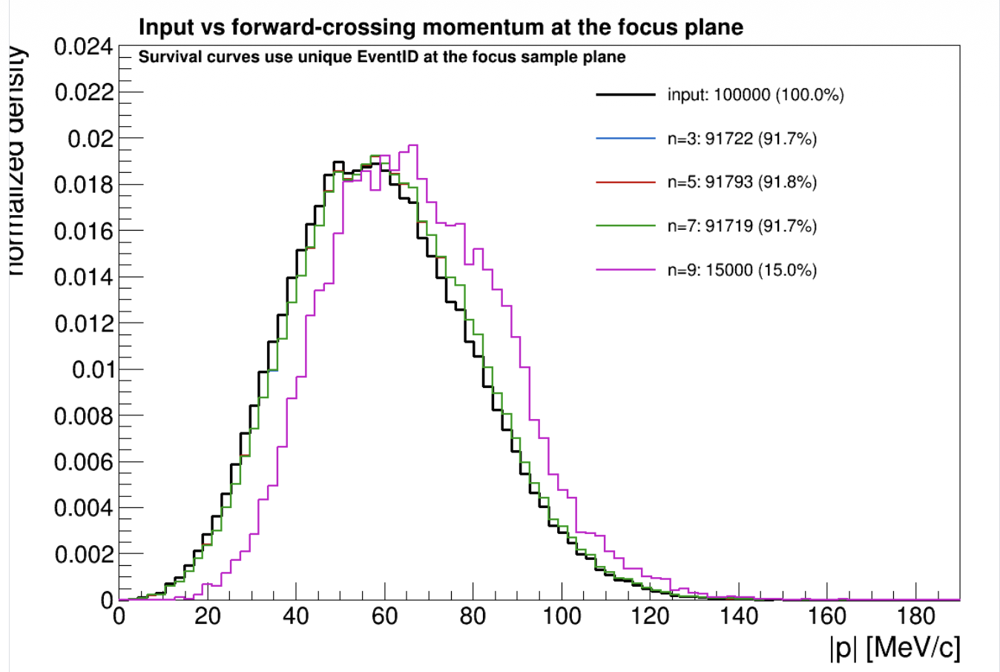 Input vs forward-crossing momentum at the focus plane
Survival curves use unique EventID at the focus sample plane
normalized density
0.024
0.022
0.02
0.018
0.016
0.014
0.012
0.01
0.008
0.006
0.004
0.002
0
input: 100000 (100.0%)
n=3: 91722 (91.7%)
n=5: 91793 (91.8%)
n=7: 91719 (91.7%)
n=9: 15000 (15.0%)
0 20 40 60 80 100 120 140 160 180
|p| [MeV/c]